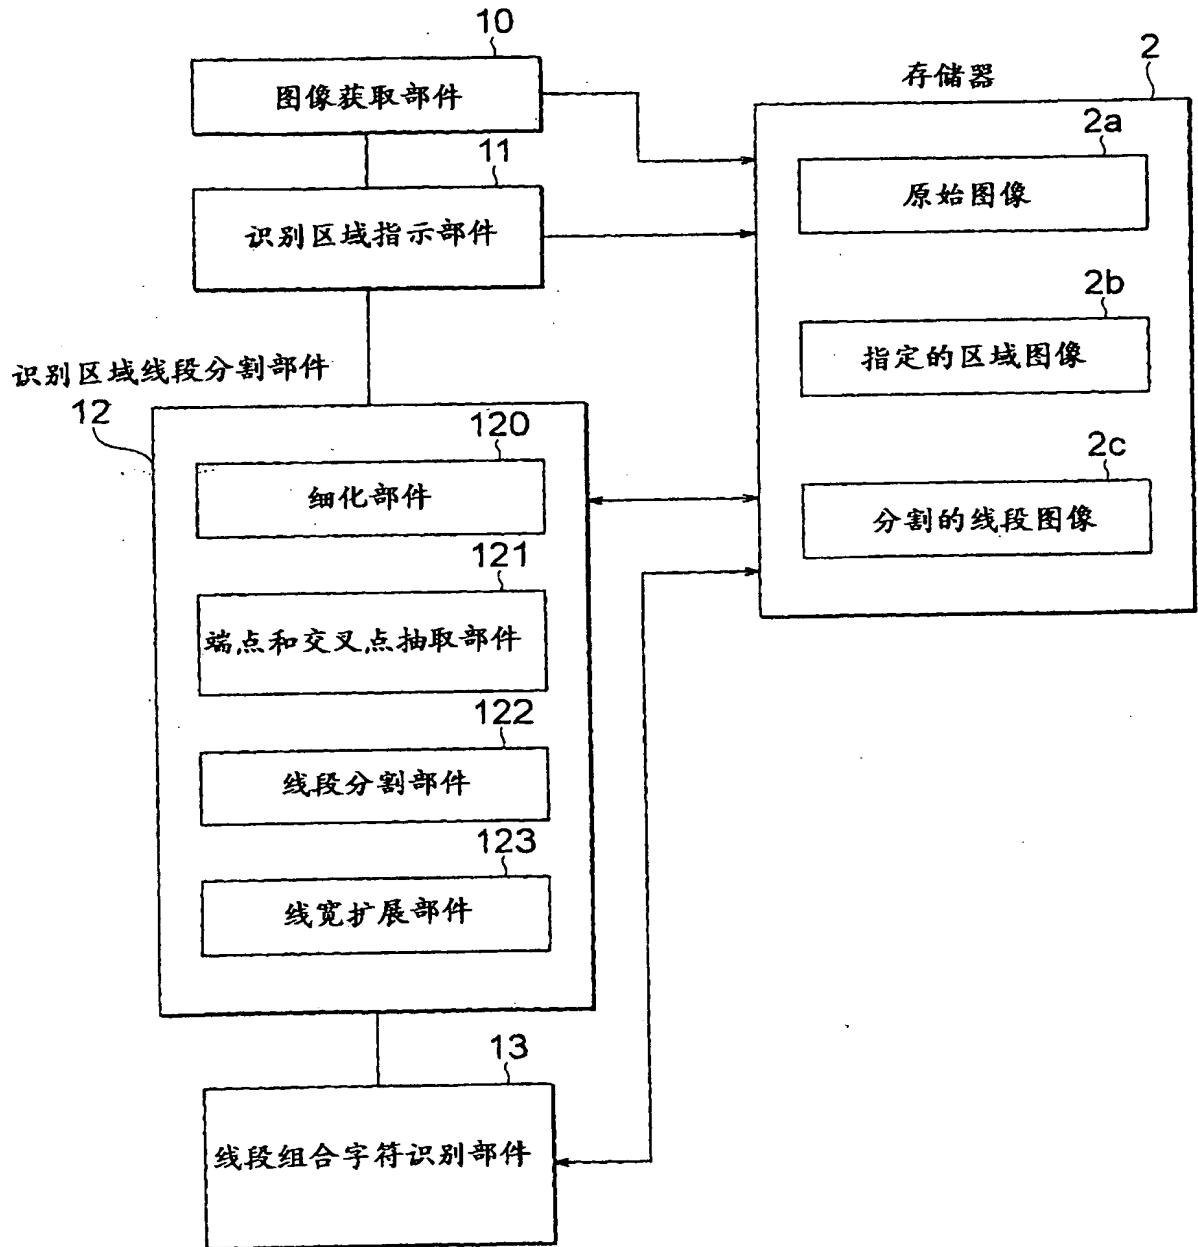 10
图像获取部件
11
识别区域指示部件
识别区域线段分割部件
12
120
细化部件
121
端点和交叉点抽取部件
122
线段分割部件
123
线宽扩展部件
13
线段组合字符识别部件
2
存储器
2a
原始图像
2b
指定的区域图像
2c
分割的线段图像